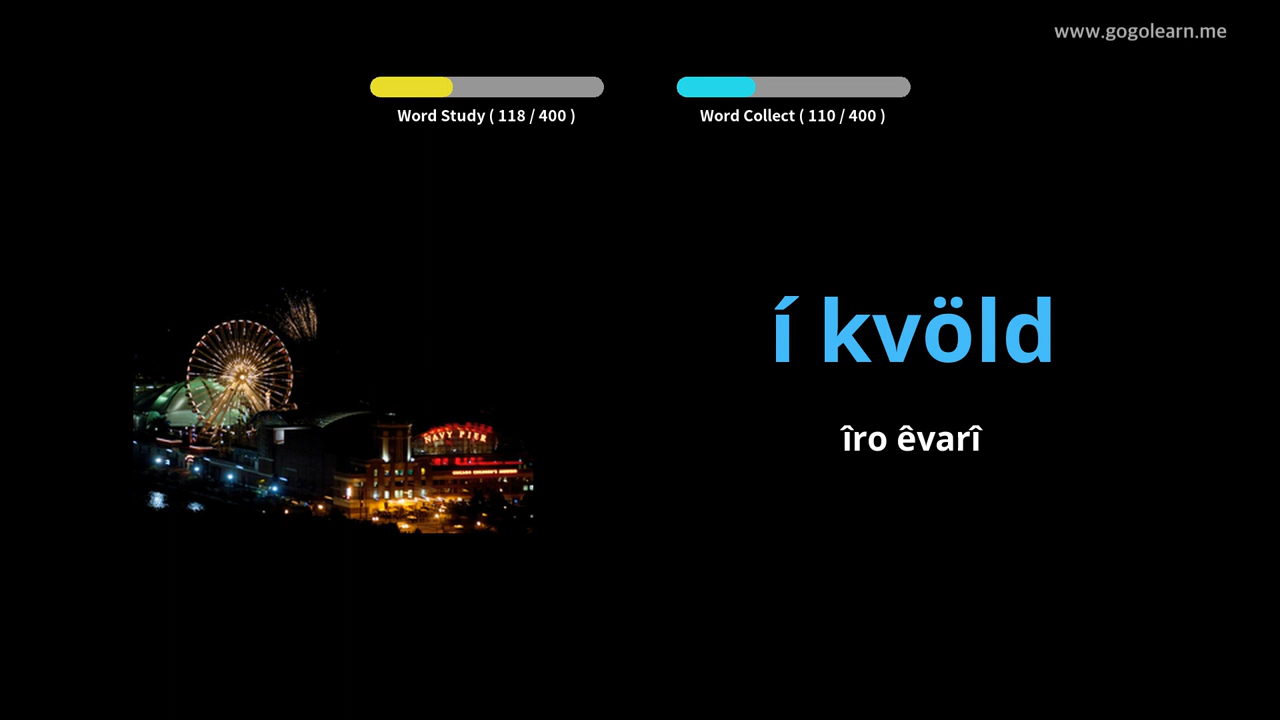 www.gogolearn.me
Word Study ( 118 / 400 )
Word Collect ( 110 / 400 )
í kvöld
îro êvarî
NAVY PIER